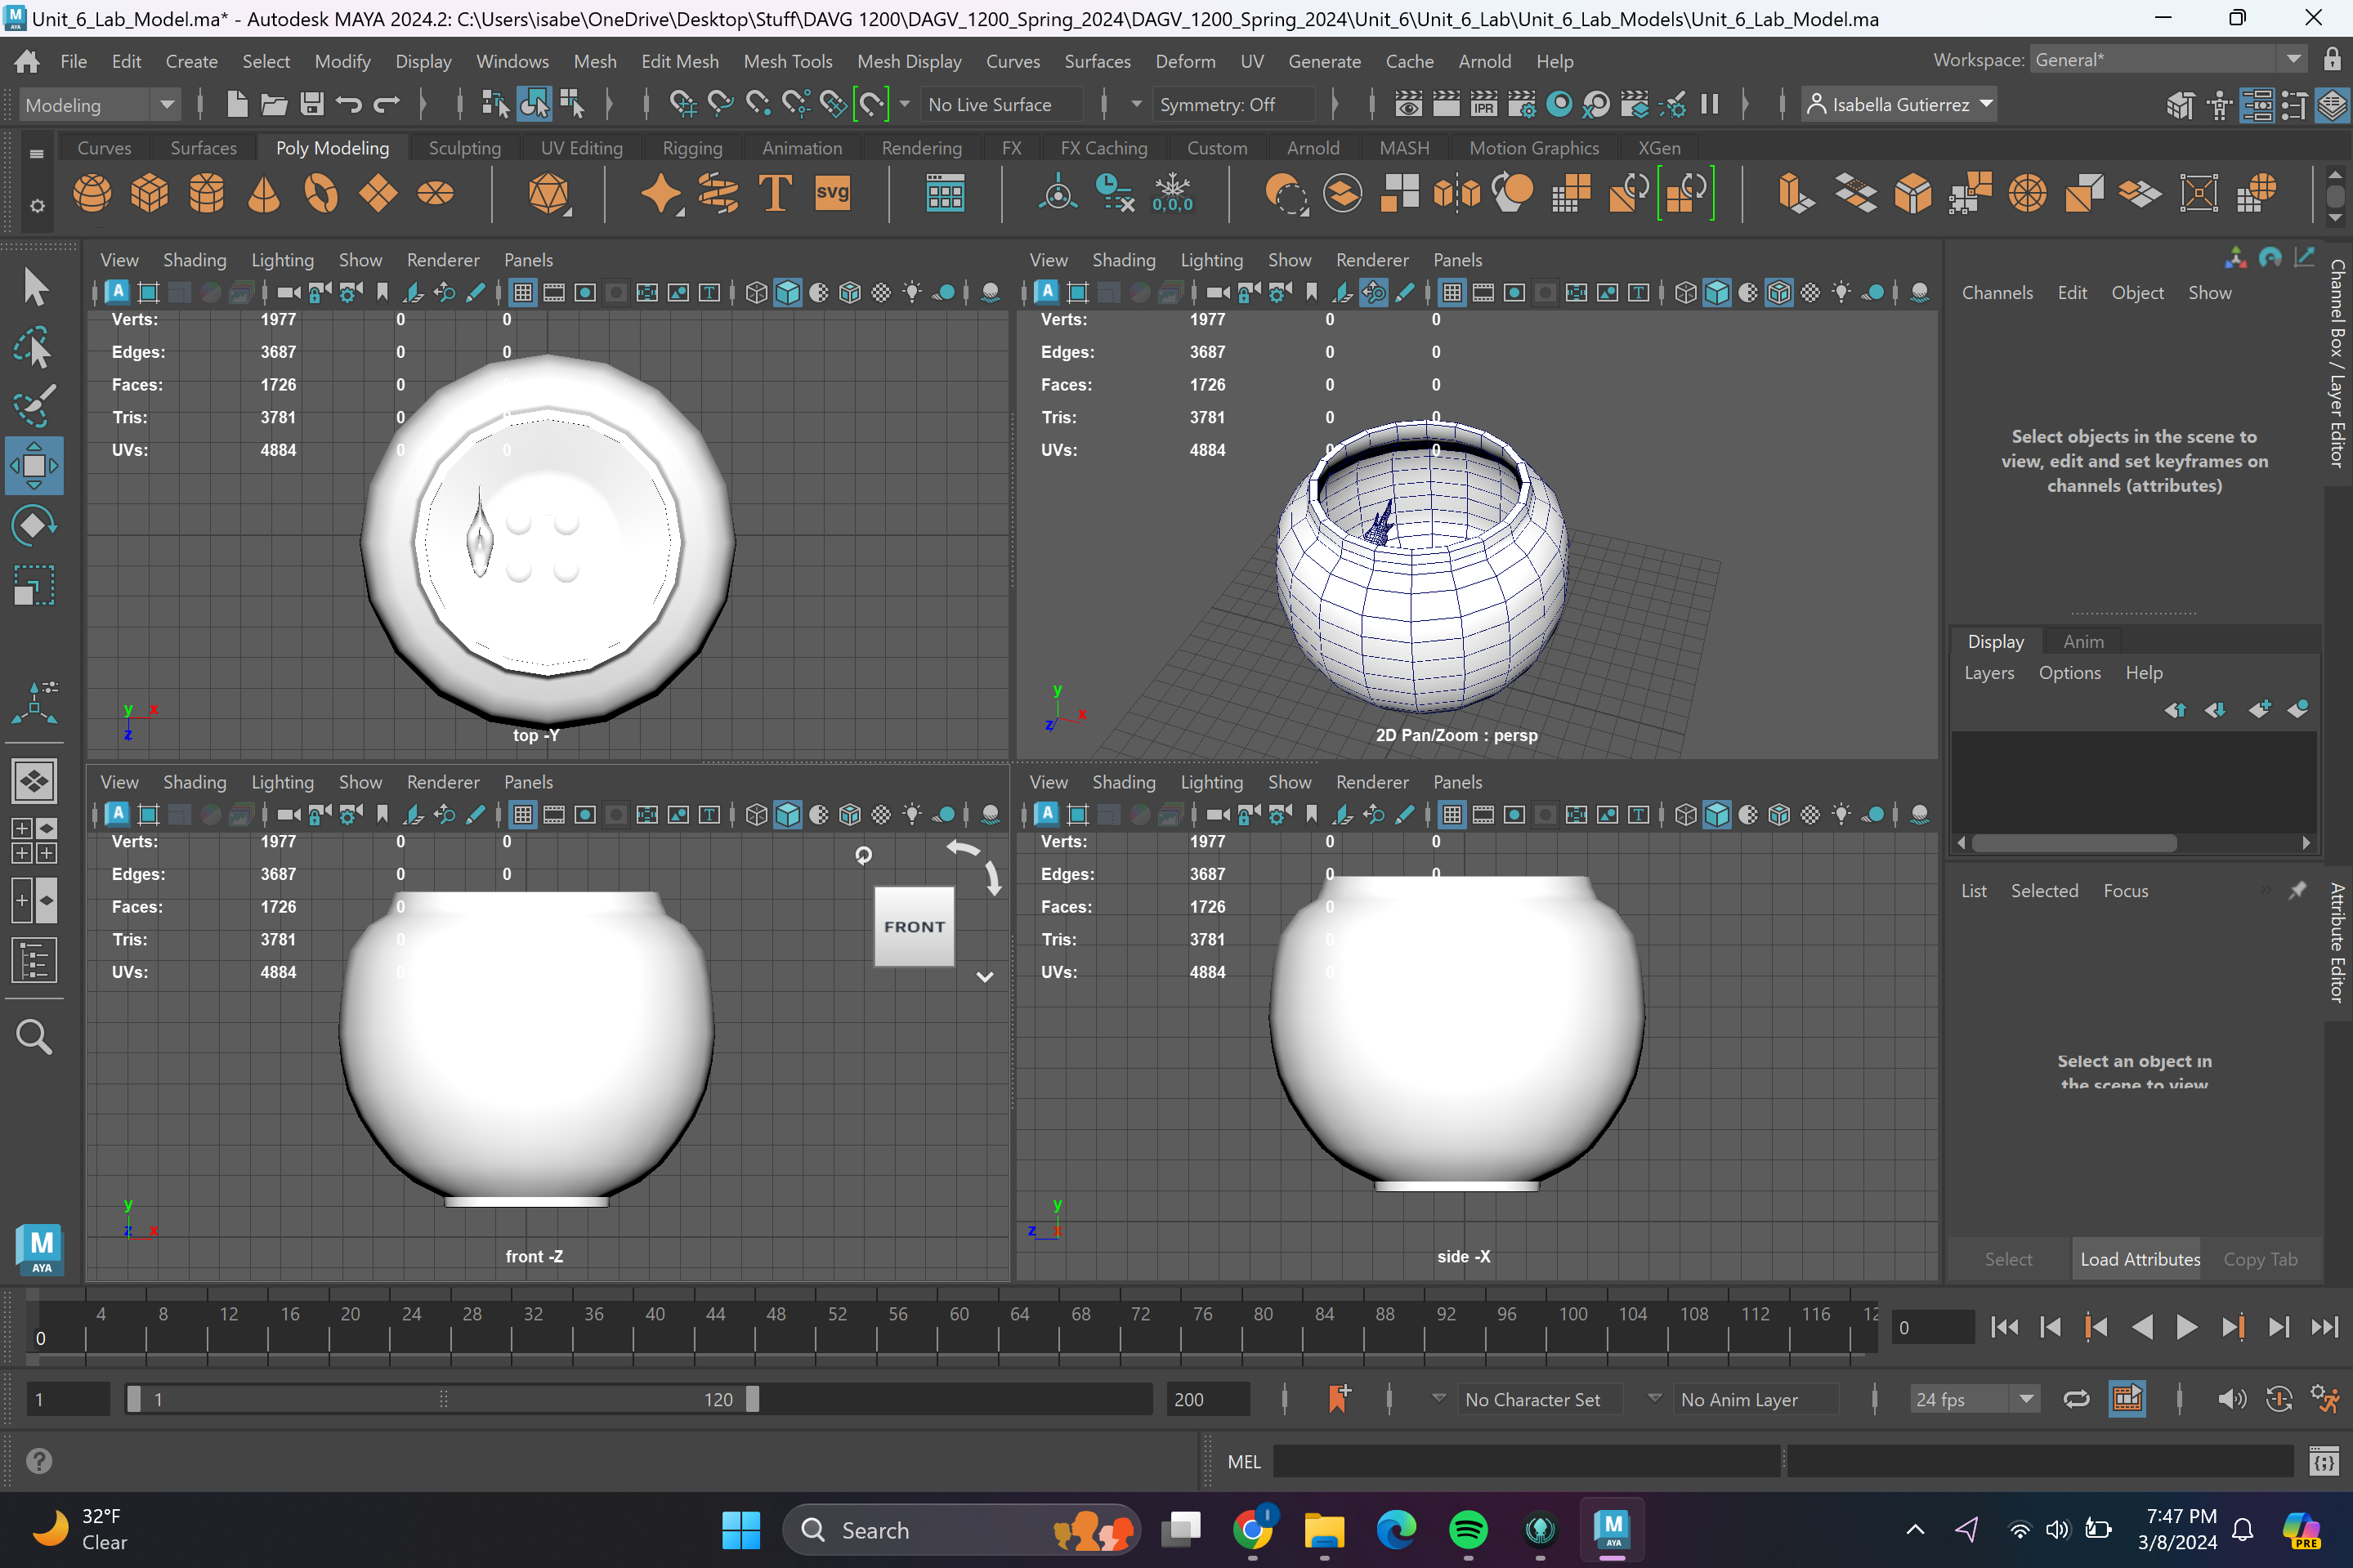 Unit_6_Lab_Model.ma* - Autodesk MAYA 2024.2: C:\Users\isabe\OneDrive\Desktop\Stuff\DAVG 1200\DAGV_1200_Spring_2024\DAGV_1200_Spring_2024\Unit_6\Unit_6_Lab\Unit_6_Lab_Models\Unit_6_Lab_Model.ma
File Edit Create Select Modify Display Windows Mesh Edit Mesh Mesh Tools Mesh Display Curves Surfaces Deform UV Generate Cache Arnold Help Workspace: General*
Modeling No Live Surface Symmetry: Off IPR Isabella Gutierrez
Curves Surfaces Poly Modeling Sculpting UV Editing Rigging Animation Rendering FX FX Caching Custom Arnold MASH Motion Graphics XGen
T svg 0,0,0
View Shading Lighting Show Renderer Panels
Verts: 1977 0 0
Edges: 3687 0 0
Faces: 1726 0 0
Tris: 3781 0 0
UVs: 4884 0 0
y x
z
top -Y
View Shading Lighting Show Renderer Panels
Verts: 1977 0 0
Edges: 3687 0 0
Faces: 1726 0 0
Tris: 3781 0 0
UVs: 4884 0 0
y
z x
2D Pan/Zoom : persp
View Shading Lighting Show Renderer Panels
Verts: 1977 0 0
Edges: 3687 0 0
Faces: 1726 0
Tris: 3781 0
UVs: 4884 0
FRONT
y
z x
front -Z
View Shading Lighting Show Renderer Panels
Verts: 1977 0 0
Edges: 3687 0 0
Faces: 1726 0
Tris: 3781 0
UVs: 4884 0
y
z x
side -X
Channels Edit Object Show
Select objects in the scene to
view, edit and set keyframes on
channels (attributes)
Channel Box / Layer Editor
Display Anim
Layers Options Help
List Selected Focus
Attribute Editor
Select an object in
the scene to view
Select Load Attributes Copy Tab
M
AYA
4 8 12 16 20 24 28 32 36 40 44 48 52 56 60 64 68 72 76 80 84 88 92 96 100 104 108 112 116 12
0 0
1 1 120 200 No Character Set No Anim Layer 24 fps
MEL
32°F
Clear
Search
7:47 PM
3/8/2024
PRE